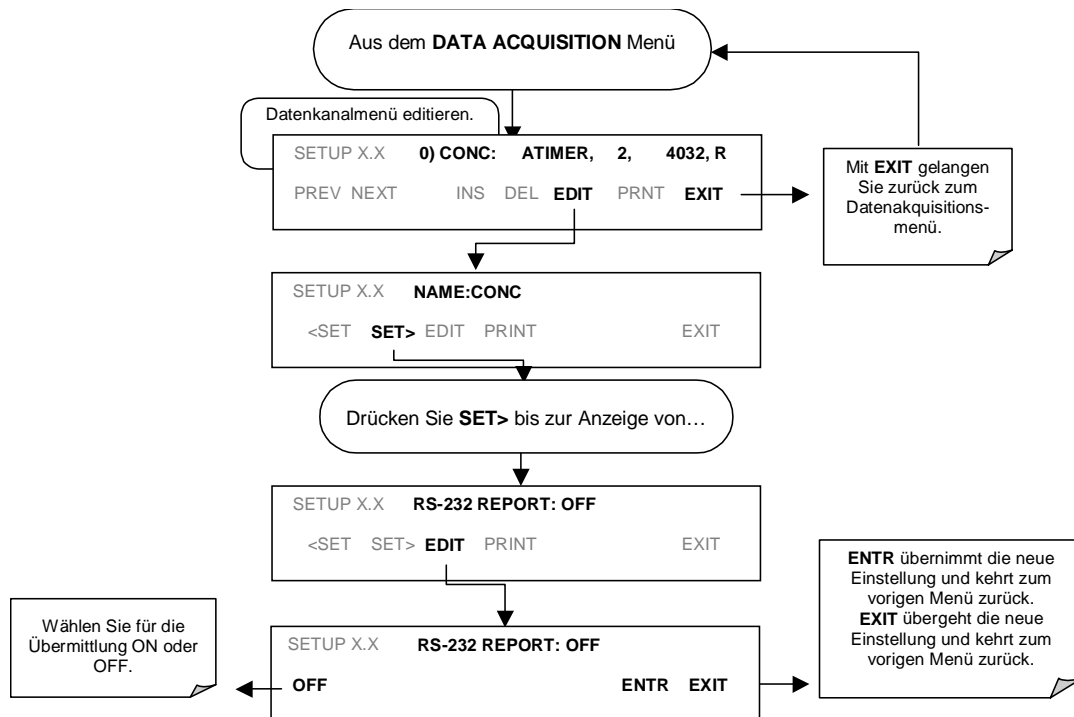 Aus dem DATA ACQUISITION Menü
Datenkanalmenü editieren.
SETUP X.X 0) CONC: ATIMER, 2, 4032, R
PREV NEXT INS DEL EDIT PRNT EXIT
Mit EXIT gelangen
Sie zurück zum
Datenakquisitions-
menü.
SETUP X.X NAME:CONC
<SET SET> EDIT PRINT EXIT
Drücken Sie SET> bis zur Anzeige von…
SETUP X.X RS-232 REPORT: OFF
<SET SET> EDIT PRINT EXIT
ENTR übernimmt die neue
Einstellung und kehrt zum
vorigen Menü zurück.
EXIT übergeht die neue
Einstellung und kehrt zum
vorigen Menü zurück.
Wählen Sie für die
Übermittlung ON oder
OFF.
SETUP X.X RS-232 REPORT: OFF
OFF ENTR EXIT